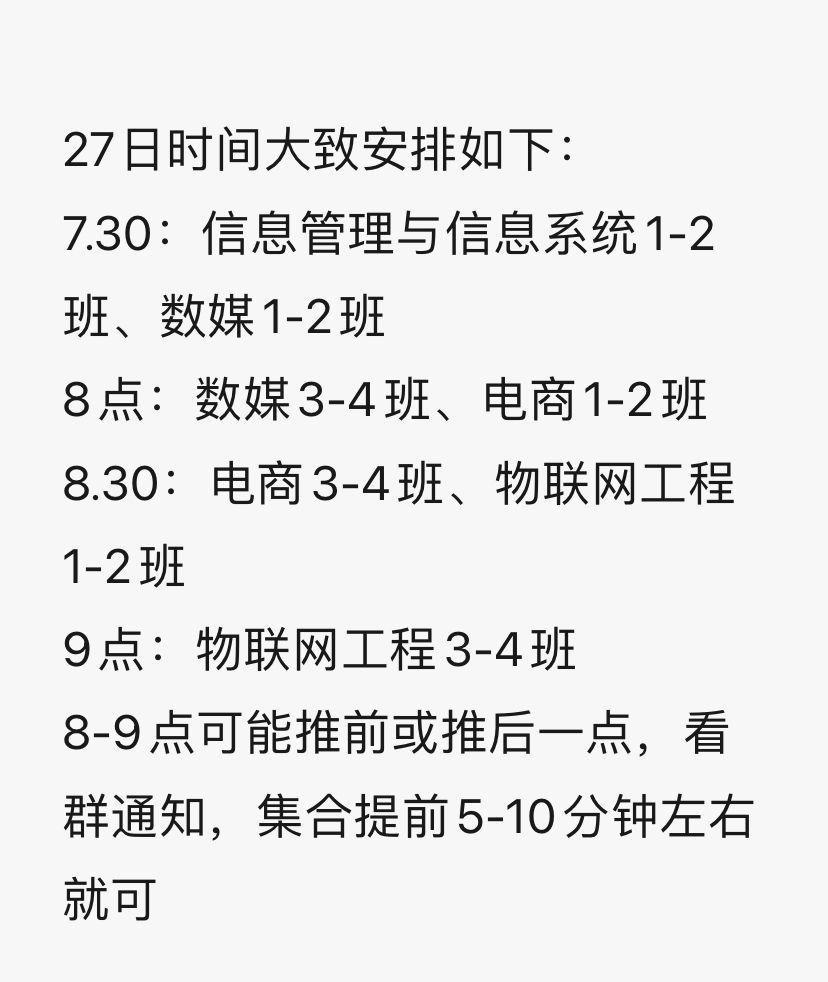 27日时间大致安排如下：
7.30：信息管理与信息系统1-2
班、数媒1-2班
8点：数媒3-4班、电商1-2班
8.30：电商3-4班、物联网工程
1-2班
9点：物联网工程3-4班
8-9点可能推前或推后一点，看
群通知，集合提前5-10分钟左右
就可